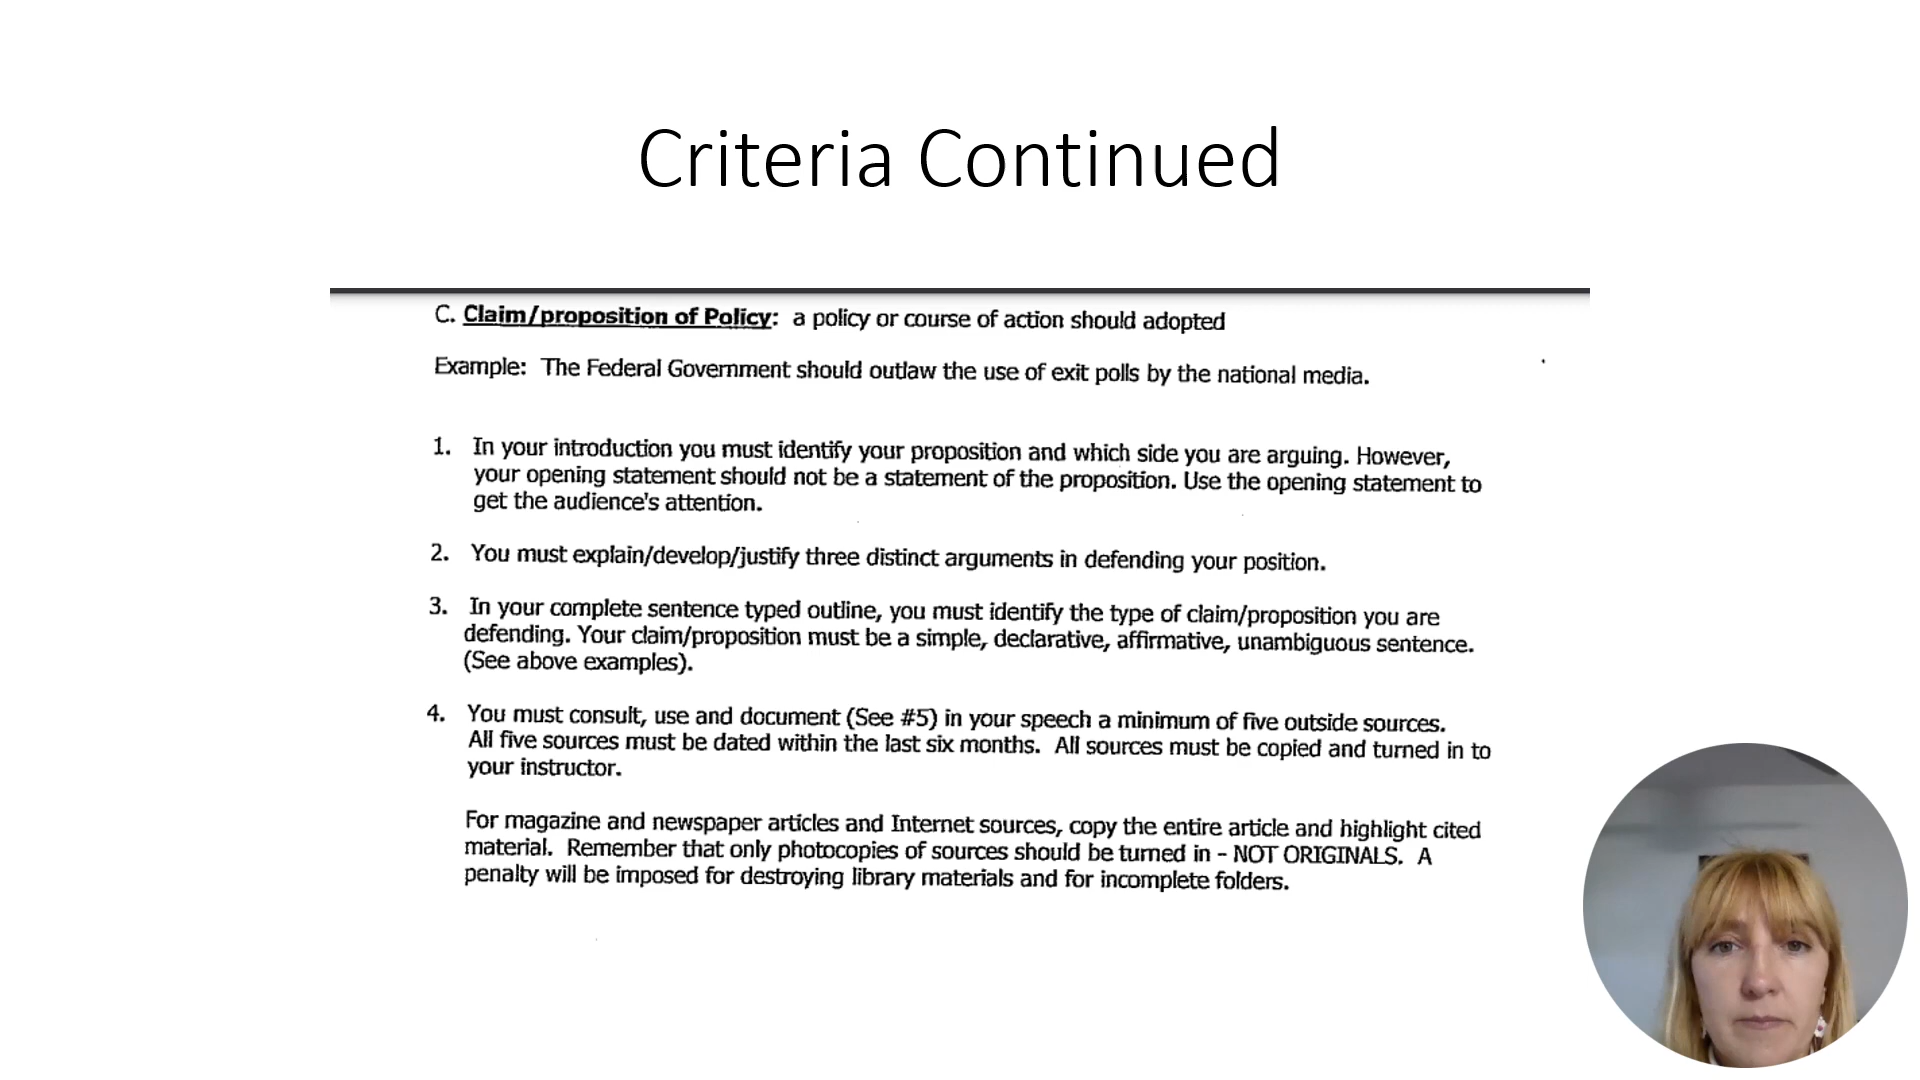 Criteria Continued
C. Claim/proposition of Policy: a policy or course of action should adopted
Example: The Federal Government should outlaw the use of exit polls by the national media.
1. In your introduction you must identify your proposition and which side you are arguing. However,
your opening statement should not be a statement of the proposition. Use the opening statement to
get the audience's attention.
2. You must explain/develop/justify three distinct arguments in defending your position.
3. In your complete sentence typed outline, you must identify the type of claim/proposition you are
defending. Your claim/proposition must be a simple, declarative, affirmative, unambiguous sentence.
(See above examples).
4. You must consult, use and document (See #5) in your speech a minimum of five outside sources.
All five sources must be dated within the last six months. All sources must be copied and turned in to
your instructor.
For magazine and newspaper articles and Internet sources, copy the entire article and highlight cited
material. Remember that only photocopies of sources should be turned in – NOT ORIGINALS. A
penalty will be imposed for destroying library materials and for incomplete folders.